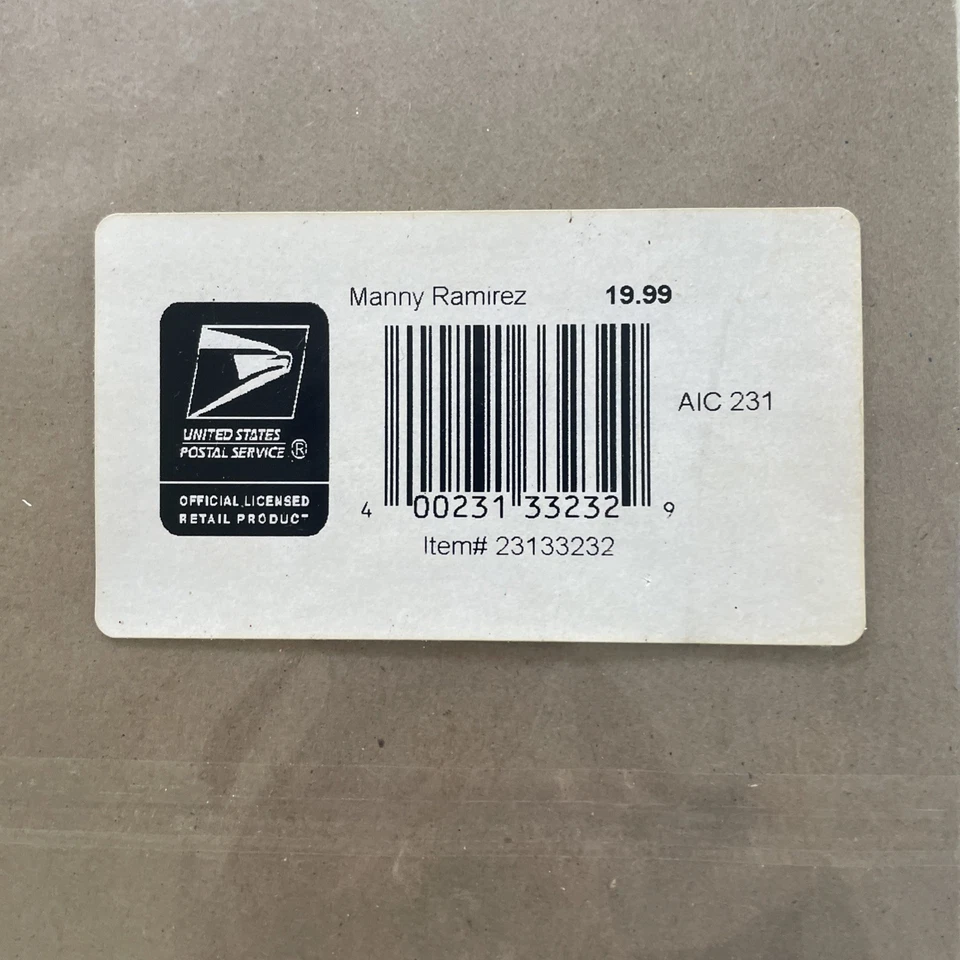 Manny Ramirez 19.99
UNITED STATES
POSTAL SERVICE ®
OFFICIAL LICENSED
RETAIL PRODUCT
AIC 231
4 00231 33232 9
Item# 23133232